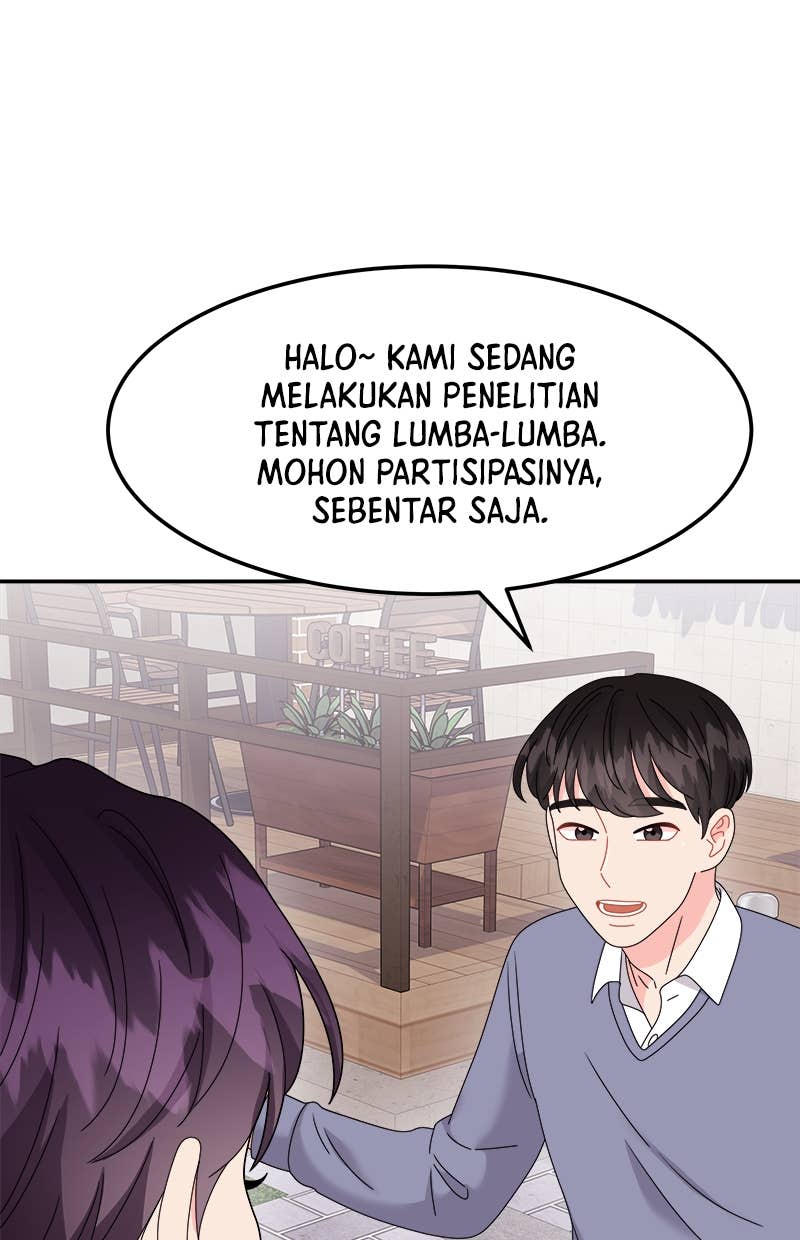 HALO~ KAMI SEDANG
MELAKUKAN PENELITIAN
TENTANG LUMBA-LUMBA.
MOHON PARTISIPASINYA,
SEBENTAR SAJA.
COFFEE